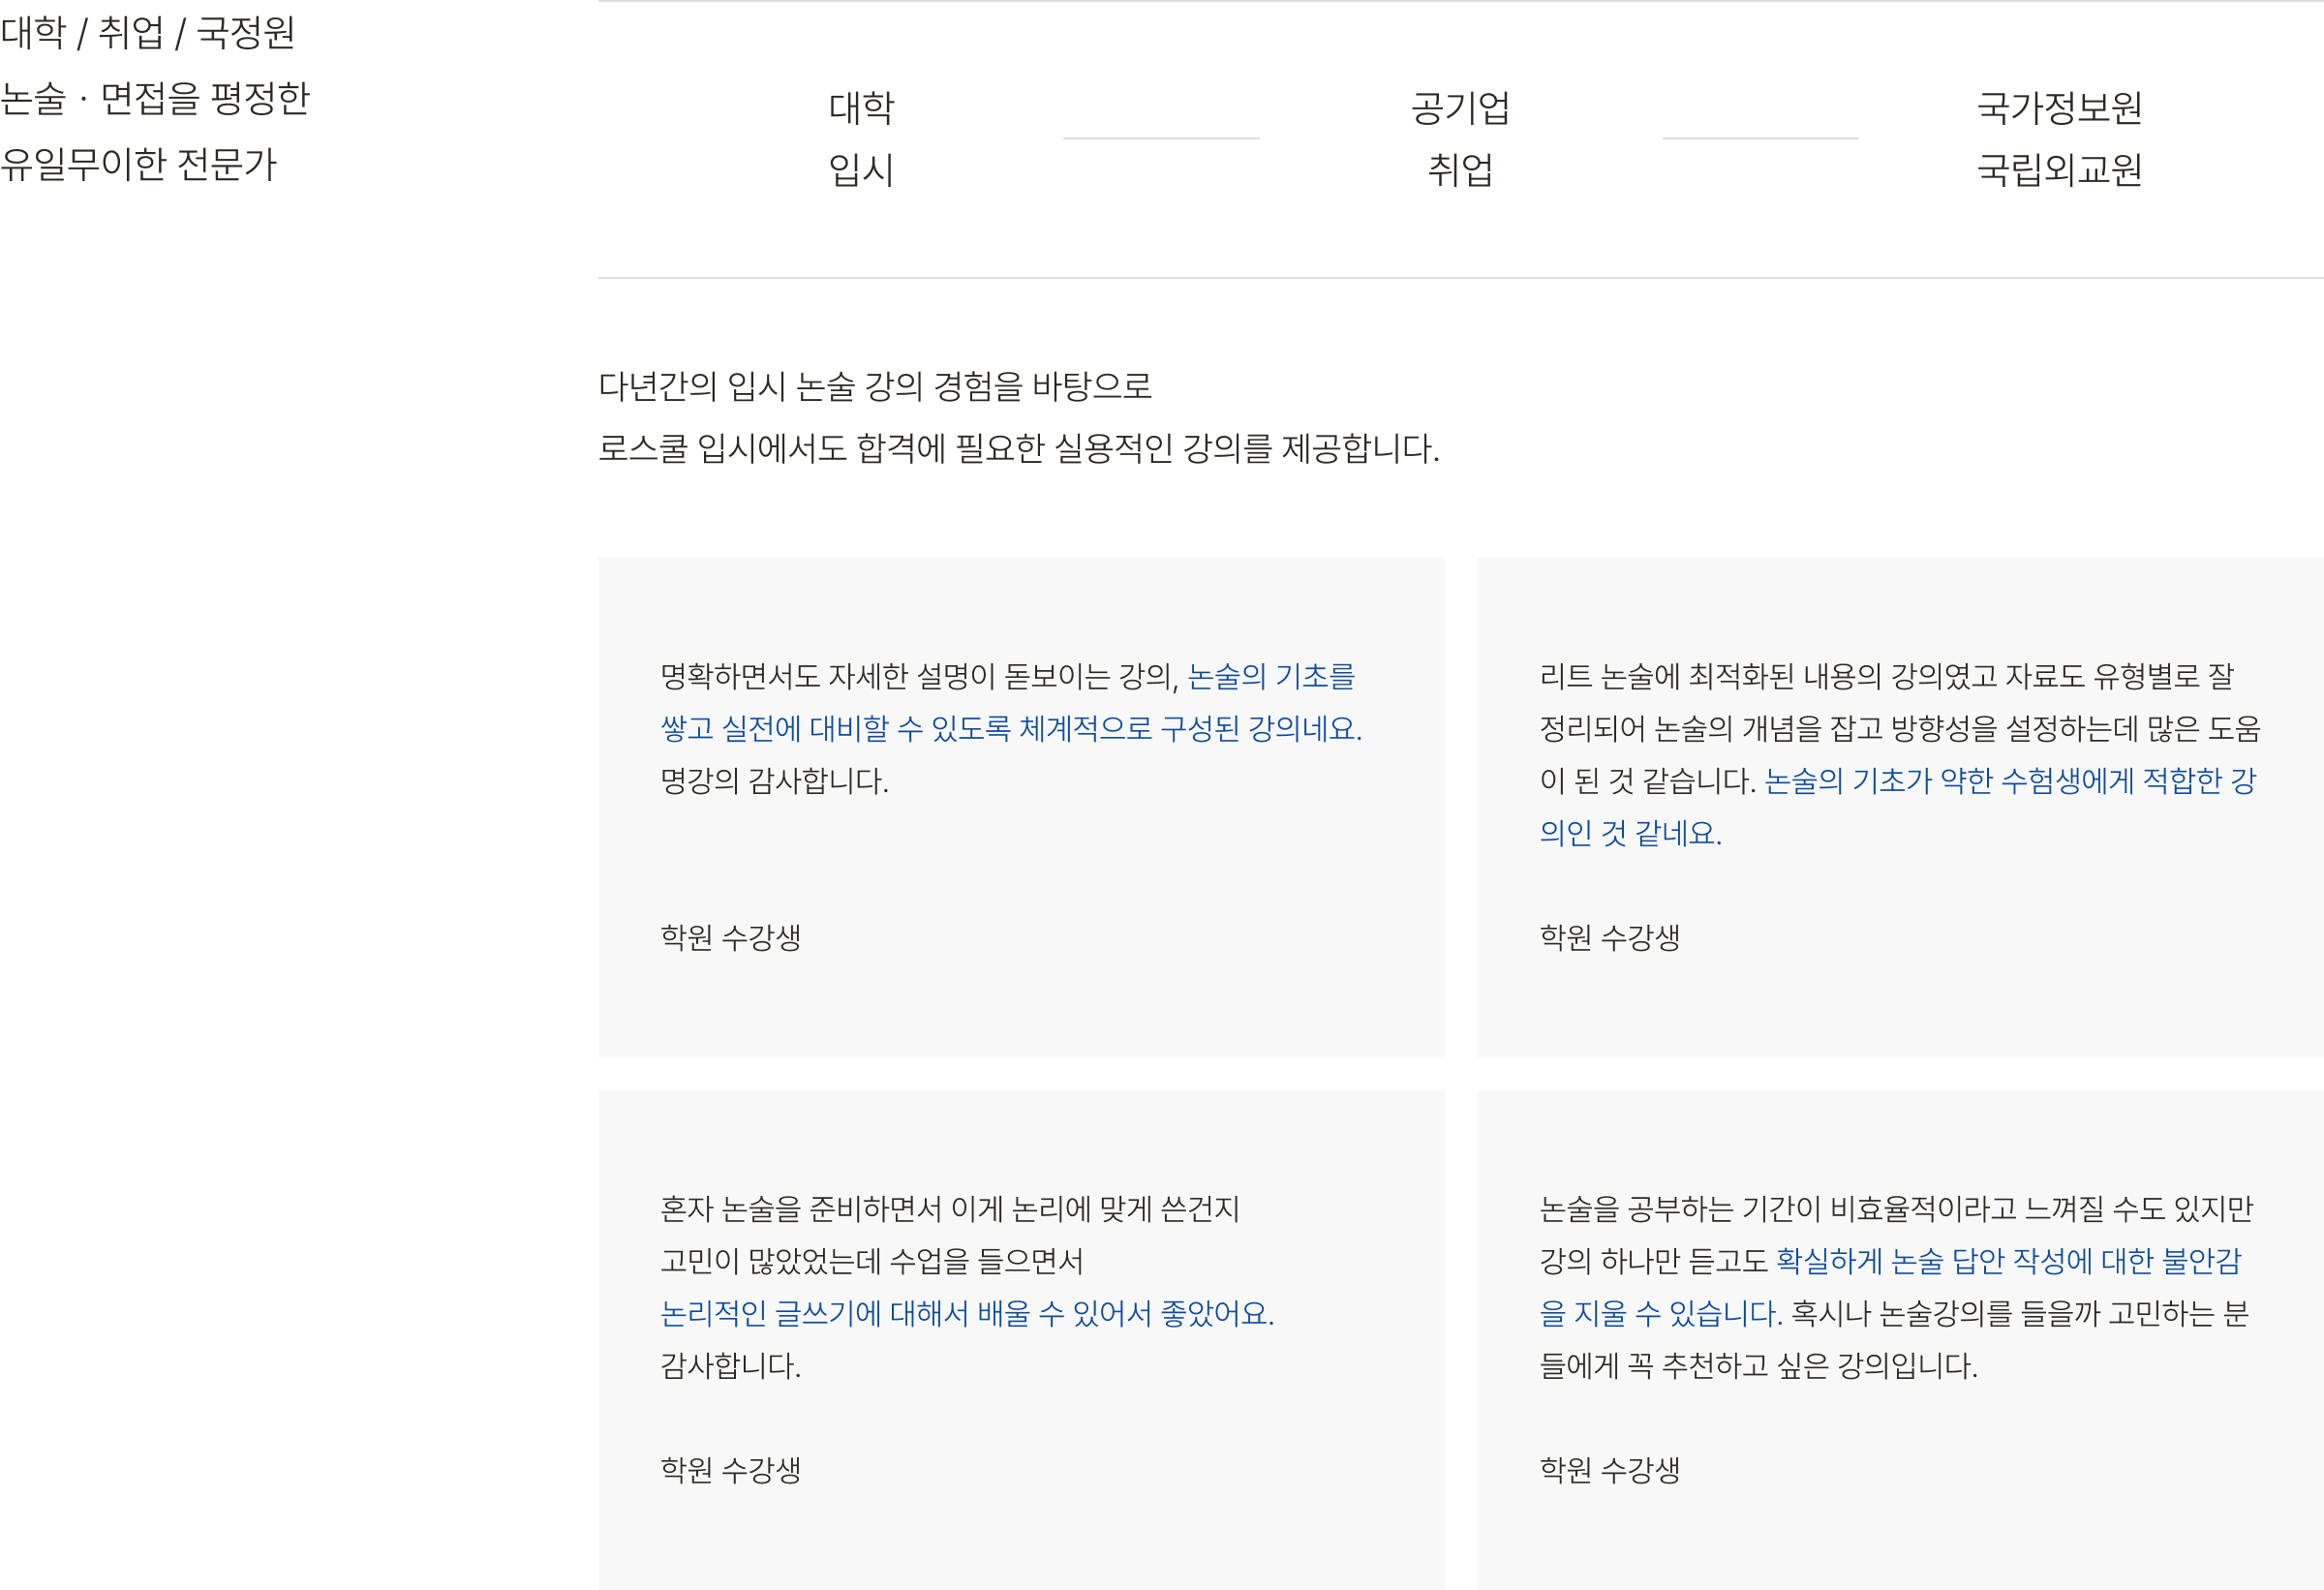 대학 / 취업 / 국정원
논술 · 면접을 평정한
유일무이한 전문가
대학
입시
공기업
취업
국가정보원
국립외교원
다년간의 입시 논술 강의 경험을 바탕으로
로스쿨 입시에서도 합격에 필요한 실용적인 강의를 제공합니다.
명확하면서도 자세한 설명이 돋보이는 강의, 논술의 기초를
쌓고 실전에 대비할 수 있도록 체계적으로 구성된 강의네요.
명강의 감사합니다.
학원 수강생
리트 논술에 최적화된 내용의 강의였고 자료도 유형별로 잘
정리되어 논술의 개념을 잡고 방향성을 설정하는데 많은 도움
이 된 것 같습니다. 논술의 기초가 약한 수험생에게 적합한 강
의인 것 같네요.
학원 수강생
혼자 논술을 준비하면서 이게 논리에 맞게 쓴건지
고민이 많았었는데 수업을 들으면서
논리적인 글쓰기에 대해서 배울 수 있어서 좋았어요.
감사합니다.
학원 수강생
논술을 공부하는 기간이 비효율적이라고 느껴질 수도 있지만
강의 하나만 듣고도 확실하게 논술 답안 작성에 대한 불안감
을 지울 수 있습니다. 혹시나 논술강의를 들을까 고민하는 분
들에게 꼭 추천하고 싶은 강의입니다.
학원 수강생